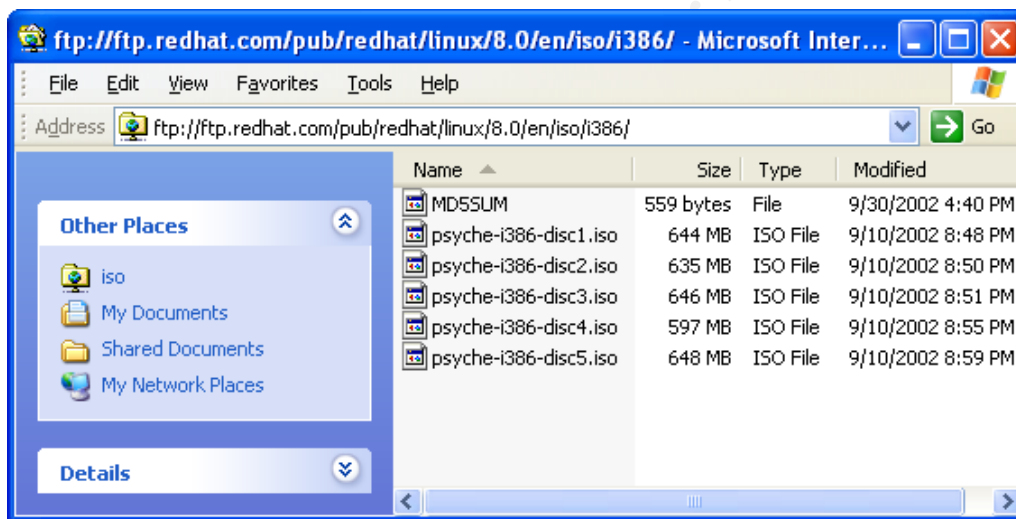 ftp://ftp.redhat.com/pub/redhat/linux/8.0/en/iso/i386/ - Microsoft Inter...
File Edit View Favorites Tools Help
Address ftp://ftp.redhat.com/pub/redhat/linux/8.0/en/iso/i386/ Go
Other Places
iso
My Documents
Shared Documents
My Network Places
Details
Name Size Type Modified
MD5SUM 559 bytes File 9/30/2002 4:40 PM
psyche-i386-disc1.iso 644 MB ISO File 9/10/2002 8:48 PM
psyche-i386-disc2.iso 635 MB ISO File 9/10/2002 8:50 PM
psyche-i386-disc3.iso 646 MB ISO File 9/10/2002 8:51 PM
psyche-i386-disc4.iso 597 MB ISO File 9/10/2002 8:55 PM
psyche-i386-disc5.iso 648 MB ISO File 9/10/2002 8:59 PM